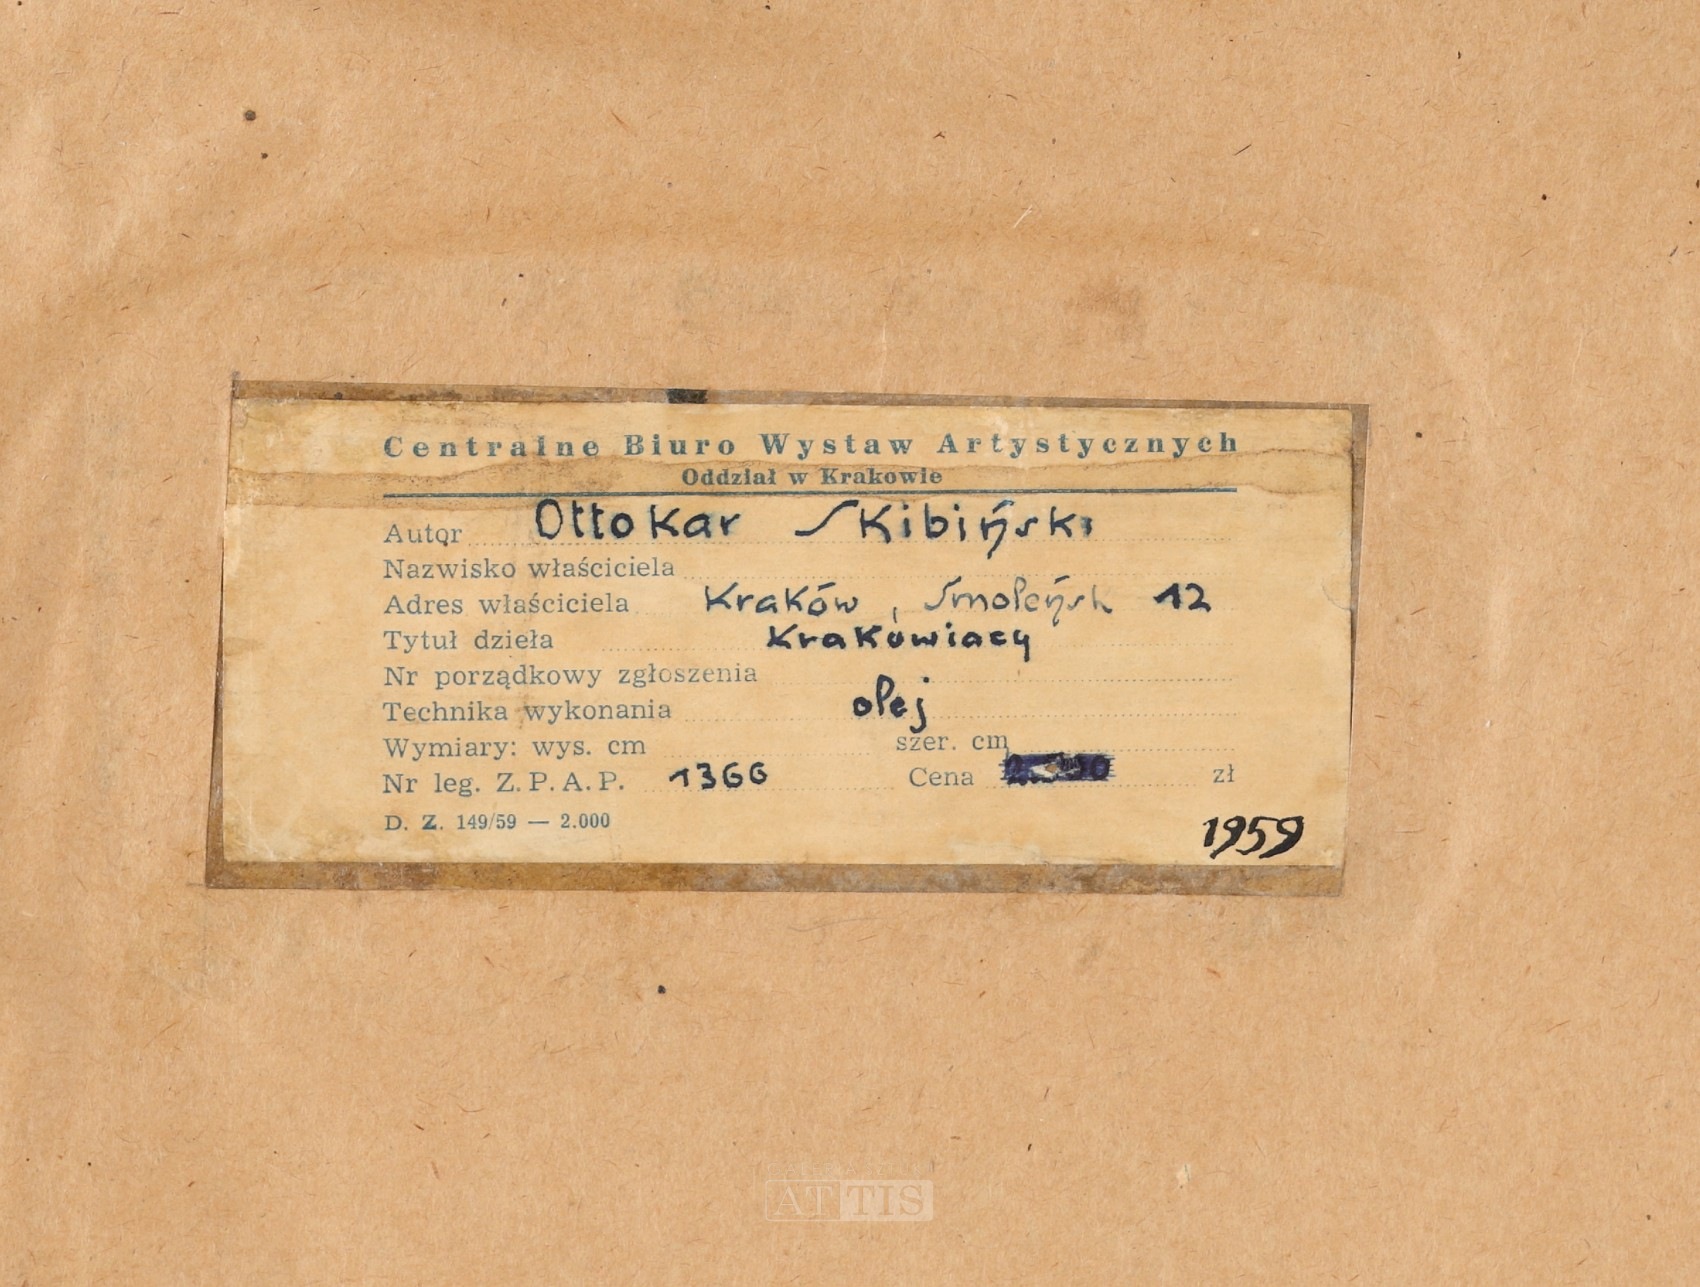 Centralne Biuro Wystaw Artystycznych
Oddział w Krakowie
Autor Ottokar Skibiński
Nazwisko właściciela
Adres właściciela Kraków, Smoleńsk 12
Tytuł dzieła Krakowiacy
Nr porządkowy zgłoszenia
Technika wykonania olej
Wymiary: wys. cm szer. cm
Nr leg. Z. P. A. P. 1366 Cena zł
D. Z. 149/59 — 2.000
1959
ATTIS